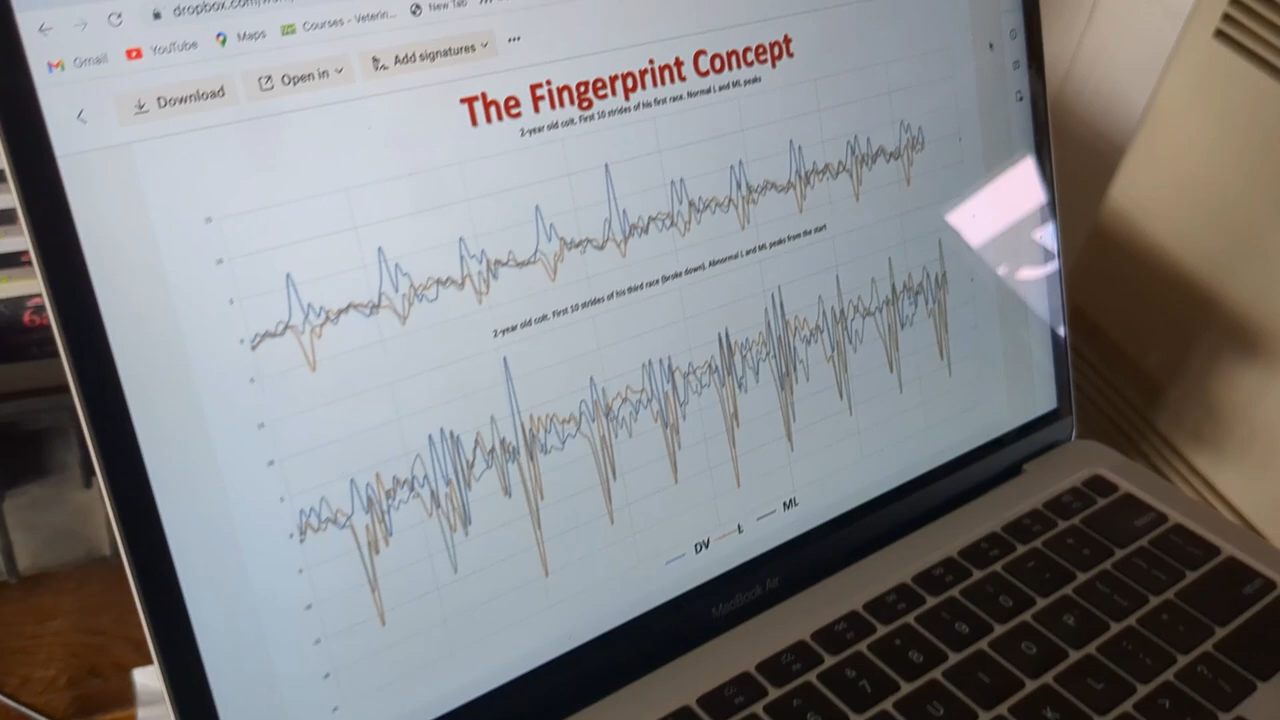 dropbox.com
Gmail YouTube Maps Courses - Veterin... New Tab
Download Open in Add signatures ...
The Fingerprint Concept
2-year old colt. First 10 strides of his first race. Normal L and ML peaks
2-year old colt. First 10 strides of his third race (broke down). Abnormal L and ML peaks from the start
DV L ML
MacBook Air